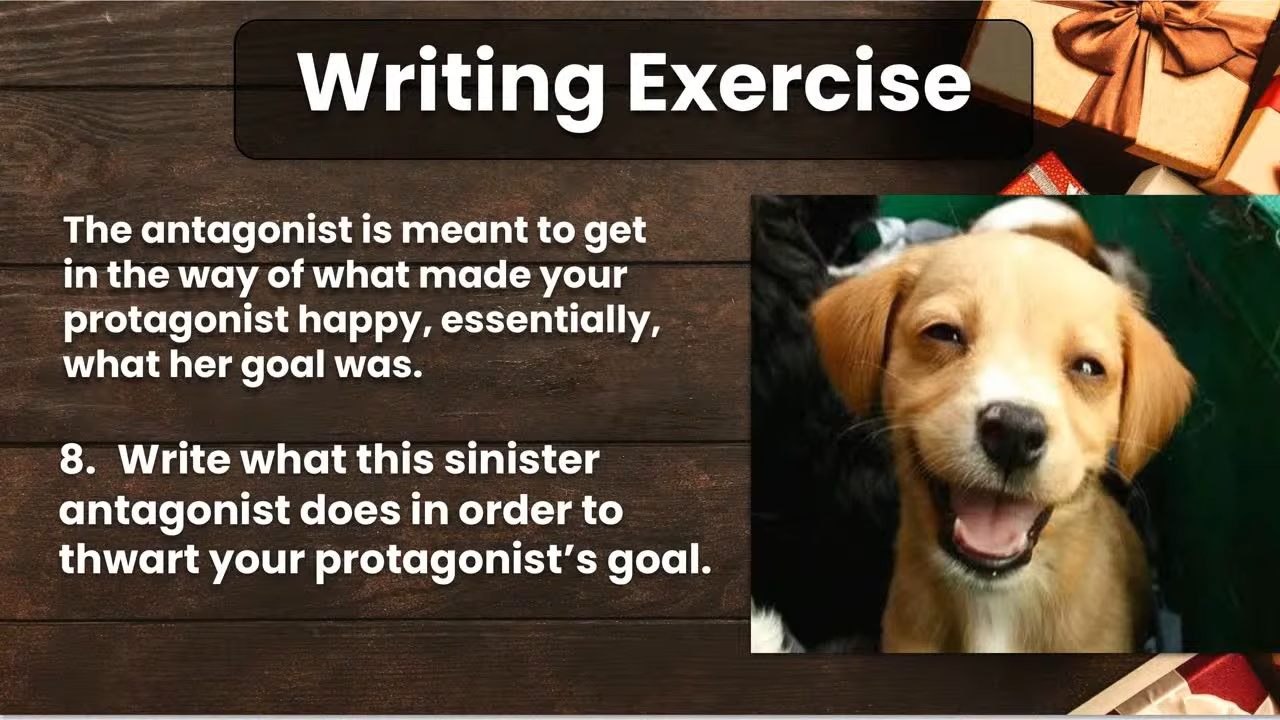 Writing Exercise
The antagonist is meant to get
in the way of what made your
protagonist happy, essentially,
what her goal was.
8. Write what this sinister
antagonist does in order to
thwart your protagonist’s goal.